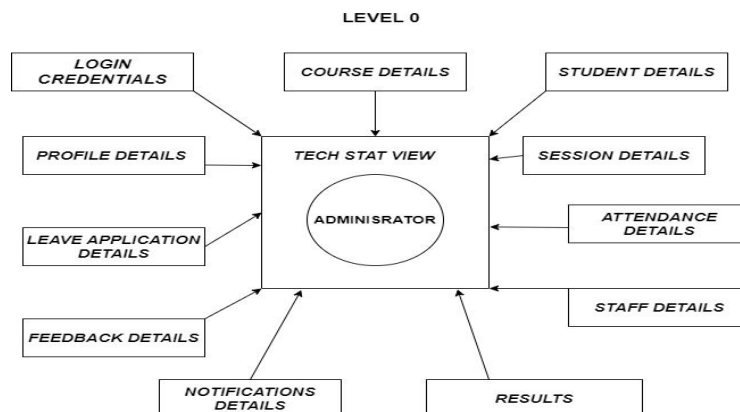 LEVEL 0
LOGIN
CREDENTIALS
COURSE DETAILS
STUDENT DETAILS
PROFILE DETAILS
TECH STAT VIEW
SESSION DETAILS
ADMINISRATOR
ATTENDANCE
DETAILS
LEAVE APPLICATION
DETAILS
STAFF DETAILS
FEEDBACK DETAILS
NOTIFICATIONS
DETAILS
RESULTS